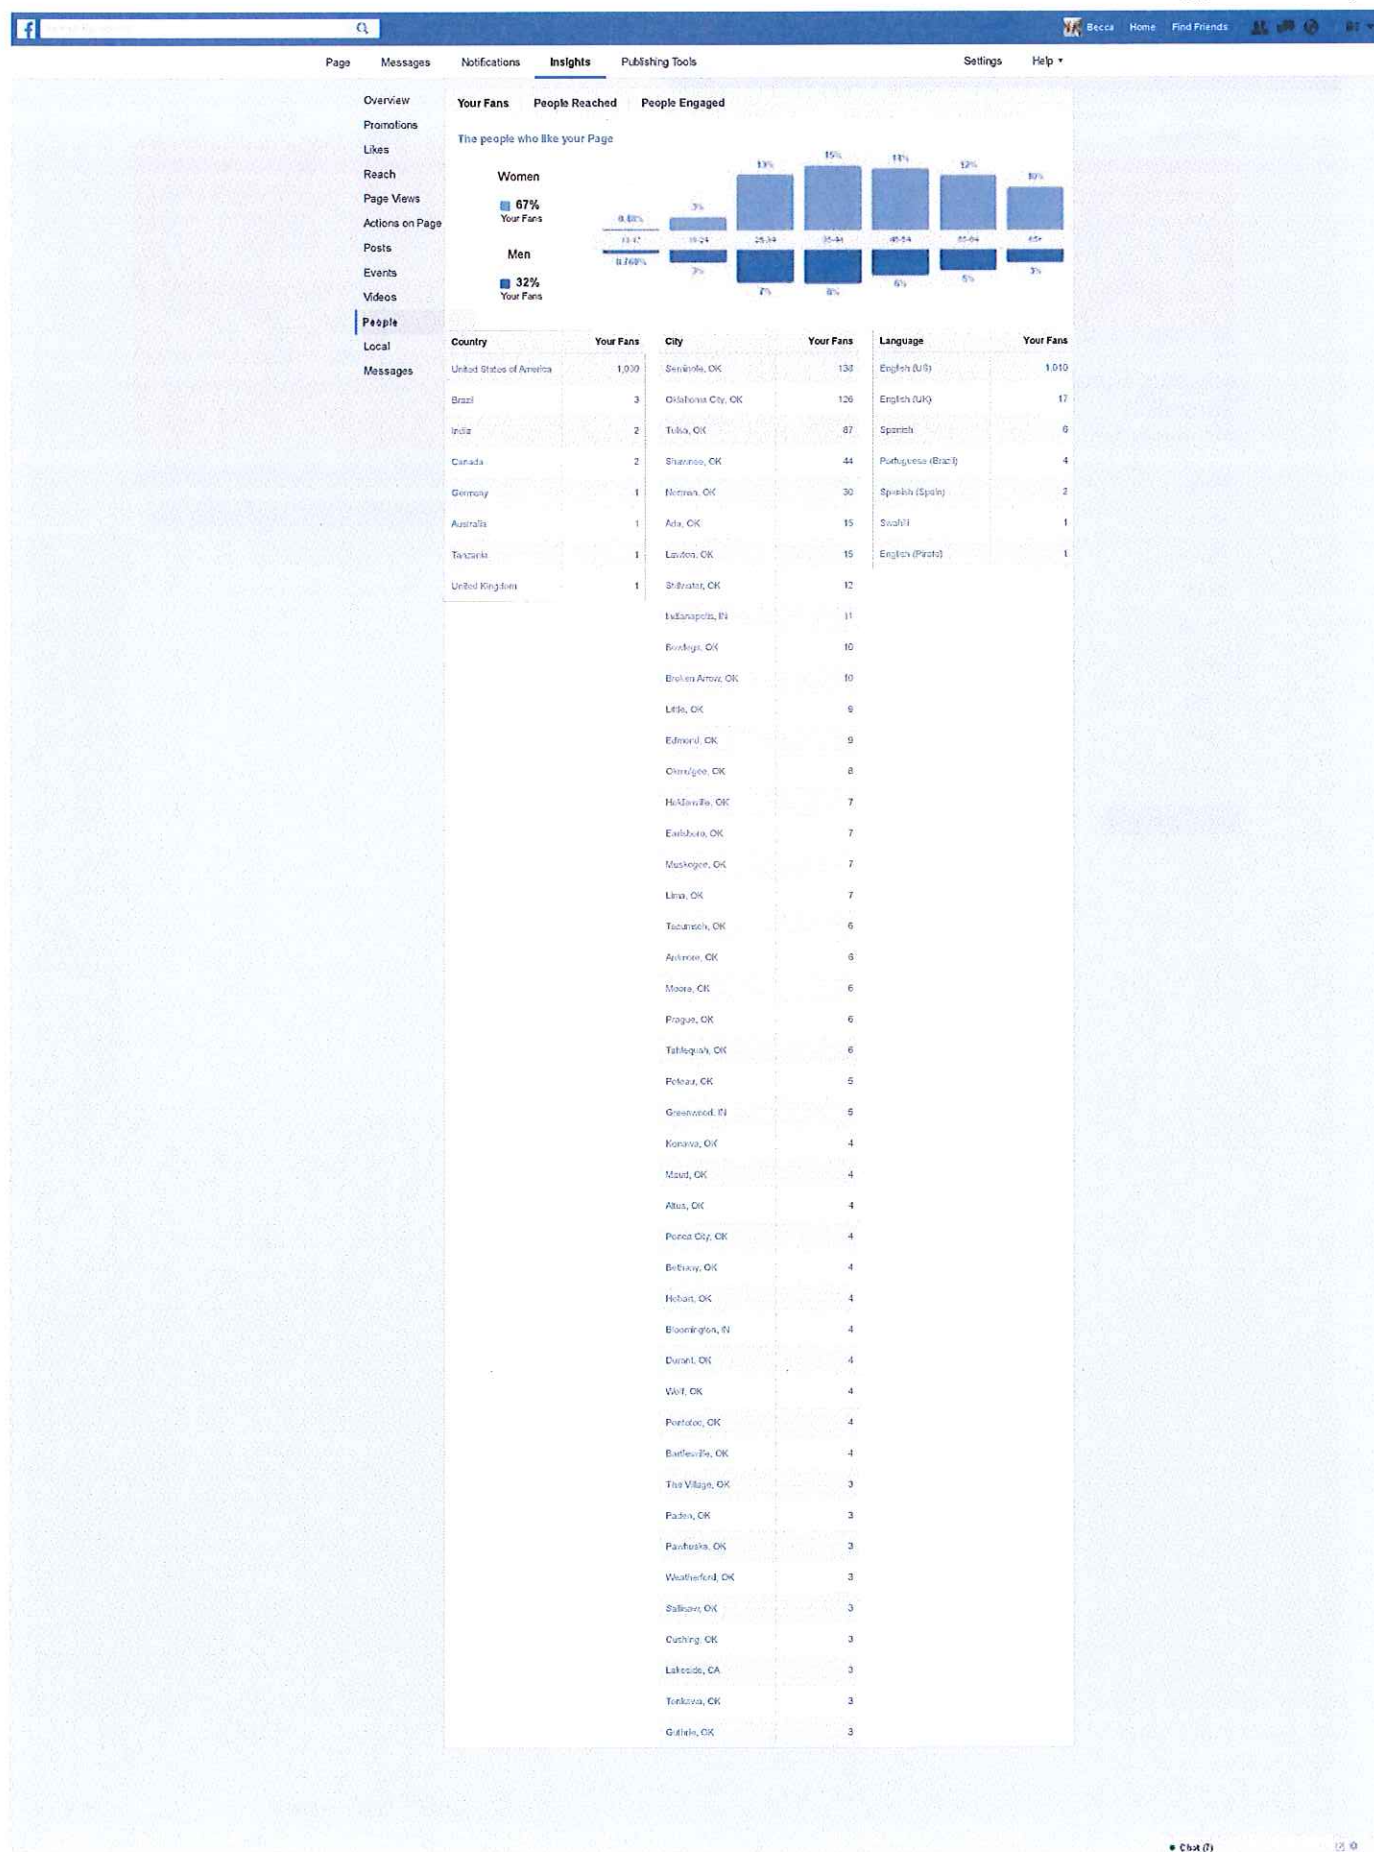 f
Becca Home Find Friends
Page Messages Notifications Insights Publishing Tools Settings Help
Overview
Promotions
Likes
Reach
Page Views
Actions on Page
Posts
Events
Videos
People
Local
Messages
Your Fans People Reached People Engaged
The people who like your Page
Women
67%
Your Fans
Men
32%
Your Fans
3% 13% 15% 12% 10%
13-17 18-24 25-34 35-44 45-54 55-64 65+
3% 7% 8% 6% 5% 3%
Country Your Fans City Your Fans Language Your Fans
United States of America 1,030 Seminole, OK English (US) 1,010
Brazil 3 Oklahoma City, OK 126 English (UK) 17
India 2 Tulsa, OK 87 Spanish 6
Canada 2 Shawnee, OK 44 Portuguese (Brazil) 4
Germany 1 Norman, OK 30 Spanish (Spain) 2
Australia 1 Ada, OK 15 Swahili 1
Tanzania 1 Lawton, OK 15 English (Pirate) 1
United Kingdom 1 Stillwater, OK 12
Indianapolis, IN 11
OK 10
Broken Arrow, OK 10
Little, OK 9
Edmond, OK 9
Okmulgee, OK 8
Holdenville, OK 7
Earlsboro, OK 7
Muskogee, OK 7
Lima, OK 7
Tecumseh, OK 6
Ardmore, OK 6
Moore, OK 6
Prague, OK 6
Tahlequah, OK 6
Poteau, OK 5
Greenwood, IN 5
Konawa, OK 4
Maud, OK 4
Altus, OK 4
Ponca City, OK 4
Bethany, OK 4
Hobart, OK 4
Bloomington, IN 4
Durant, OK 4
Wolf, OK 4
Pontotoc, OK 4
Bartlesville, OK 4
The Village, OK 3
Paden, OK 3
Pawhuska, OK 3
Weatherford, OK 3
Sallisaw, OK 3
Cushing, OK 3
Lakeside, CA 3
Tonkawa, OK 3
Guthrie, OK 3
Chat (7)